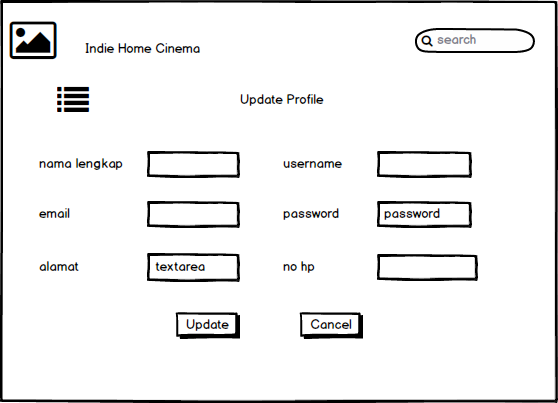 Indie Home Cinema
search
Update Profile
nama lengkap
username
email
password
password
alamat
textarea
no hp
Update
Cancel